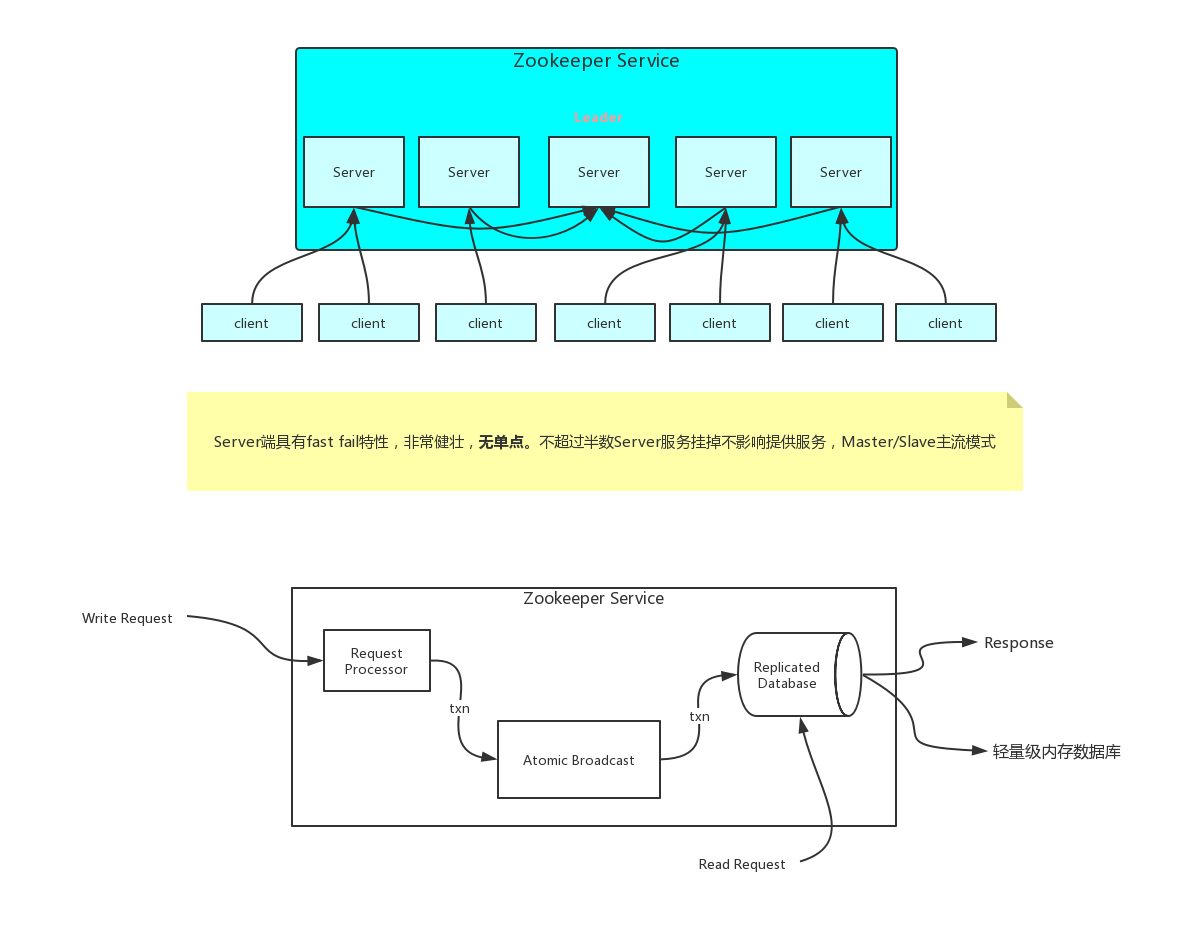 Zookeeper Service
Leader
Server
Server
Server
Server
Server
client
client
client
client
client
client
client
Server端具有fast fail特性，非常健壮，无单点。不超过半数Server服务挂掉不影响提供服务，Master/Slave主流模式
Zookeeper Service
Write Request
Request
Processor
txn
Atomic Broadcast
txn
Replicated
Database
Response
轻量级内存数据库
Read Request